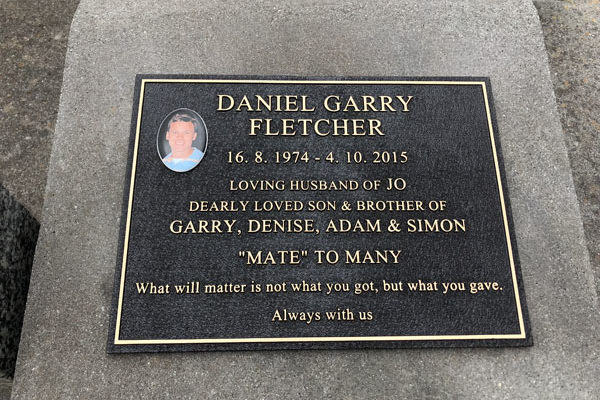 DANIEL GARRY
FLETCHER
16. 8. 1974 - 4. 10. 2015
LOVING HUSBAND OF JO
DEARLY LOVED SON & BROTHER OF
GARRY, DENISE, ADAM & SIMON
"MATE" TO MANY
What will matter is not what you got, but what you gave.
Always with us